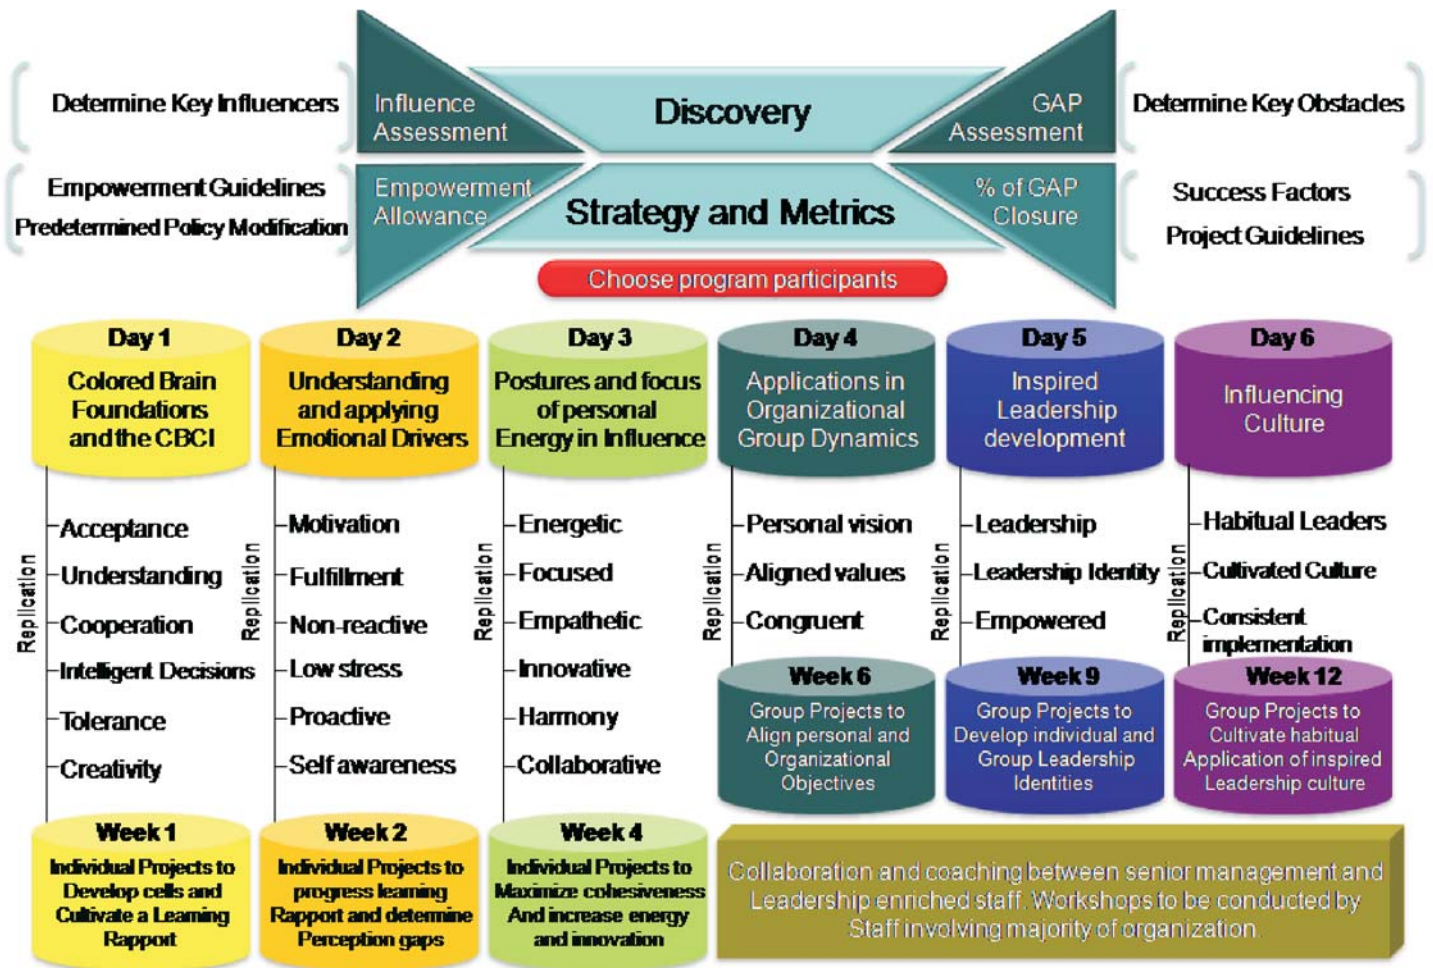 Determine Key Influencers
Influence
Assessment
Discovery
GAP
Assessment
Determine Key Obstacles
Empowerment Guidelines
Predetermined Policy Modification
Empowerment
Allowance
Strategy and Metrics
% of GAP
Closure
Success Factors
Project Guidelines
Choose program participants
Day 1
Colored Brain
Foundations
and the CBCI
Day 2
Understanding
and applying
Emotional Drivers
Day 3
Postures and focus
of personal
Energy in Influence
Day 4
Applications in
Organizational
Group Dynamics
Day 5
Inspired
Leadership
development
Day 6
Influencing
Culture
Replication
Acceptance
Understanding
Cooperation
Intelligent Decisions
Tolerance
Creativity
Replication
Motivation
Fulfillment
Non-reactive
Low stress
Proactive
Self awareness
Replication
Energetic
Focused
Empathetic
Innovative
Harmony
Collaborative
Replication
Personal vision
Aligned values
Congruent
Replication
Leadership
Leadership Identity
Empowered
Replication
Habitual Leaders
Cultivated Culture
Consistent
implementation
Week 1
Individual Projects to
Develop cells and
Cultivate a Learning
Rapport
Week 2
Individual Projects to
progress learning
Rapport and determine
Perception gaps
Week 4
Individual Projects to
Maximize cohesiveness
And increase energy
and innovation
Week 6
Group Projects to
Align personal and
Organizational
Objectives
Week 9
Group Projects to
Develop individual and
Group Leadership
Identities
Week 12
Group Projects to
Cultivate habitual
Application of inspired
Leadership culture
Collaboration and coaching between senior management and
Leadership enriched staff. Workshops to be conducted by
Staff involving majority of organization.